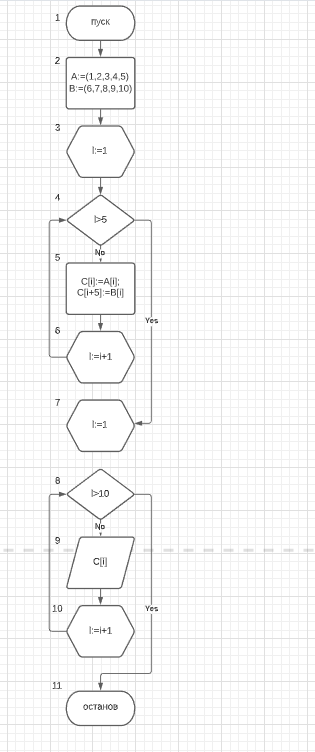 1
пуск
2
A:=(1,2,3,4,5)
B:=(6,7,8,9,10)
3
I:=1
4
I>5
No
5
C[i]:=A[i];
C[i+5]:=B[i]
Yes
6
I:=i+1
7
I:=1
8
I>10
No
9
C[i]
10
I:=i+1
Yes
11
останов